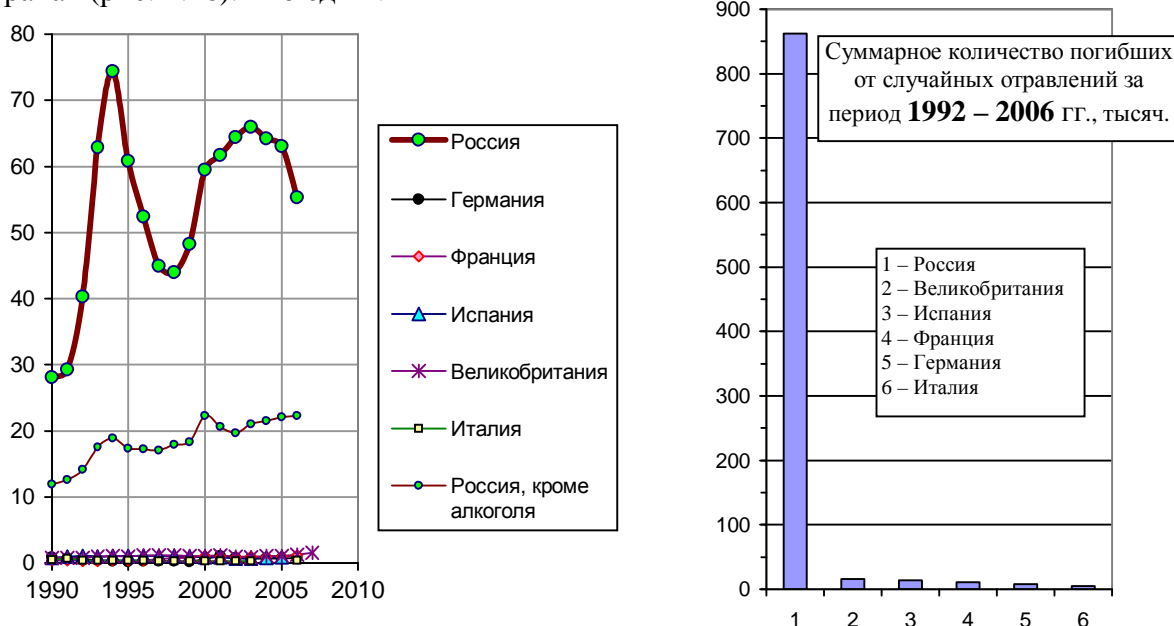 80
70
60
50
40
30
20
10
0
1990 1995 2000 2005 2010
Россия
Германия
Франция
Испания
Великобритания
Италия
Россия, кроме
алкоголя
900
800
700
600
500
400
300
200
100
0
Суммарное количество погибших
от случайных отравлений за
период 1992 – 2006 гг., тысяч.
1 – Россия
2 – Великобритания
3 – Испания
4 – Франция
5 – Германия
6 – Италия
1 2 3 4 5 6